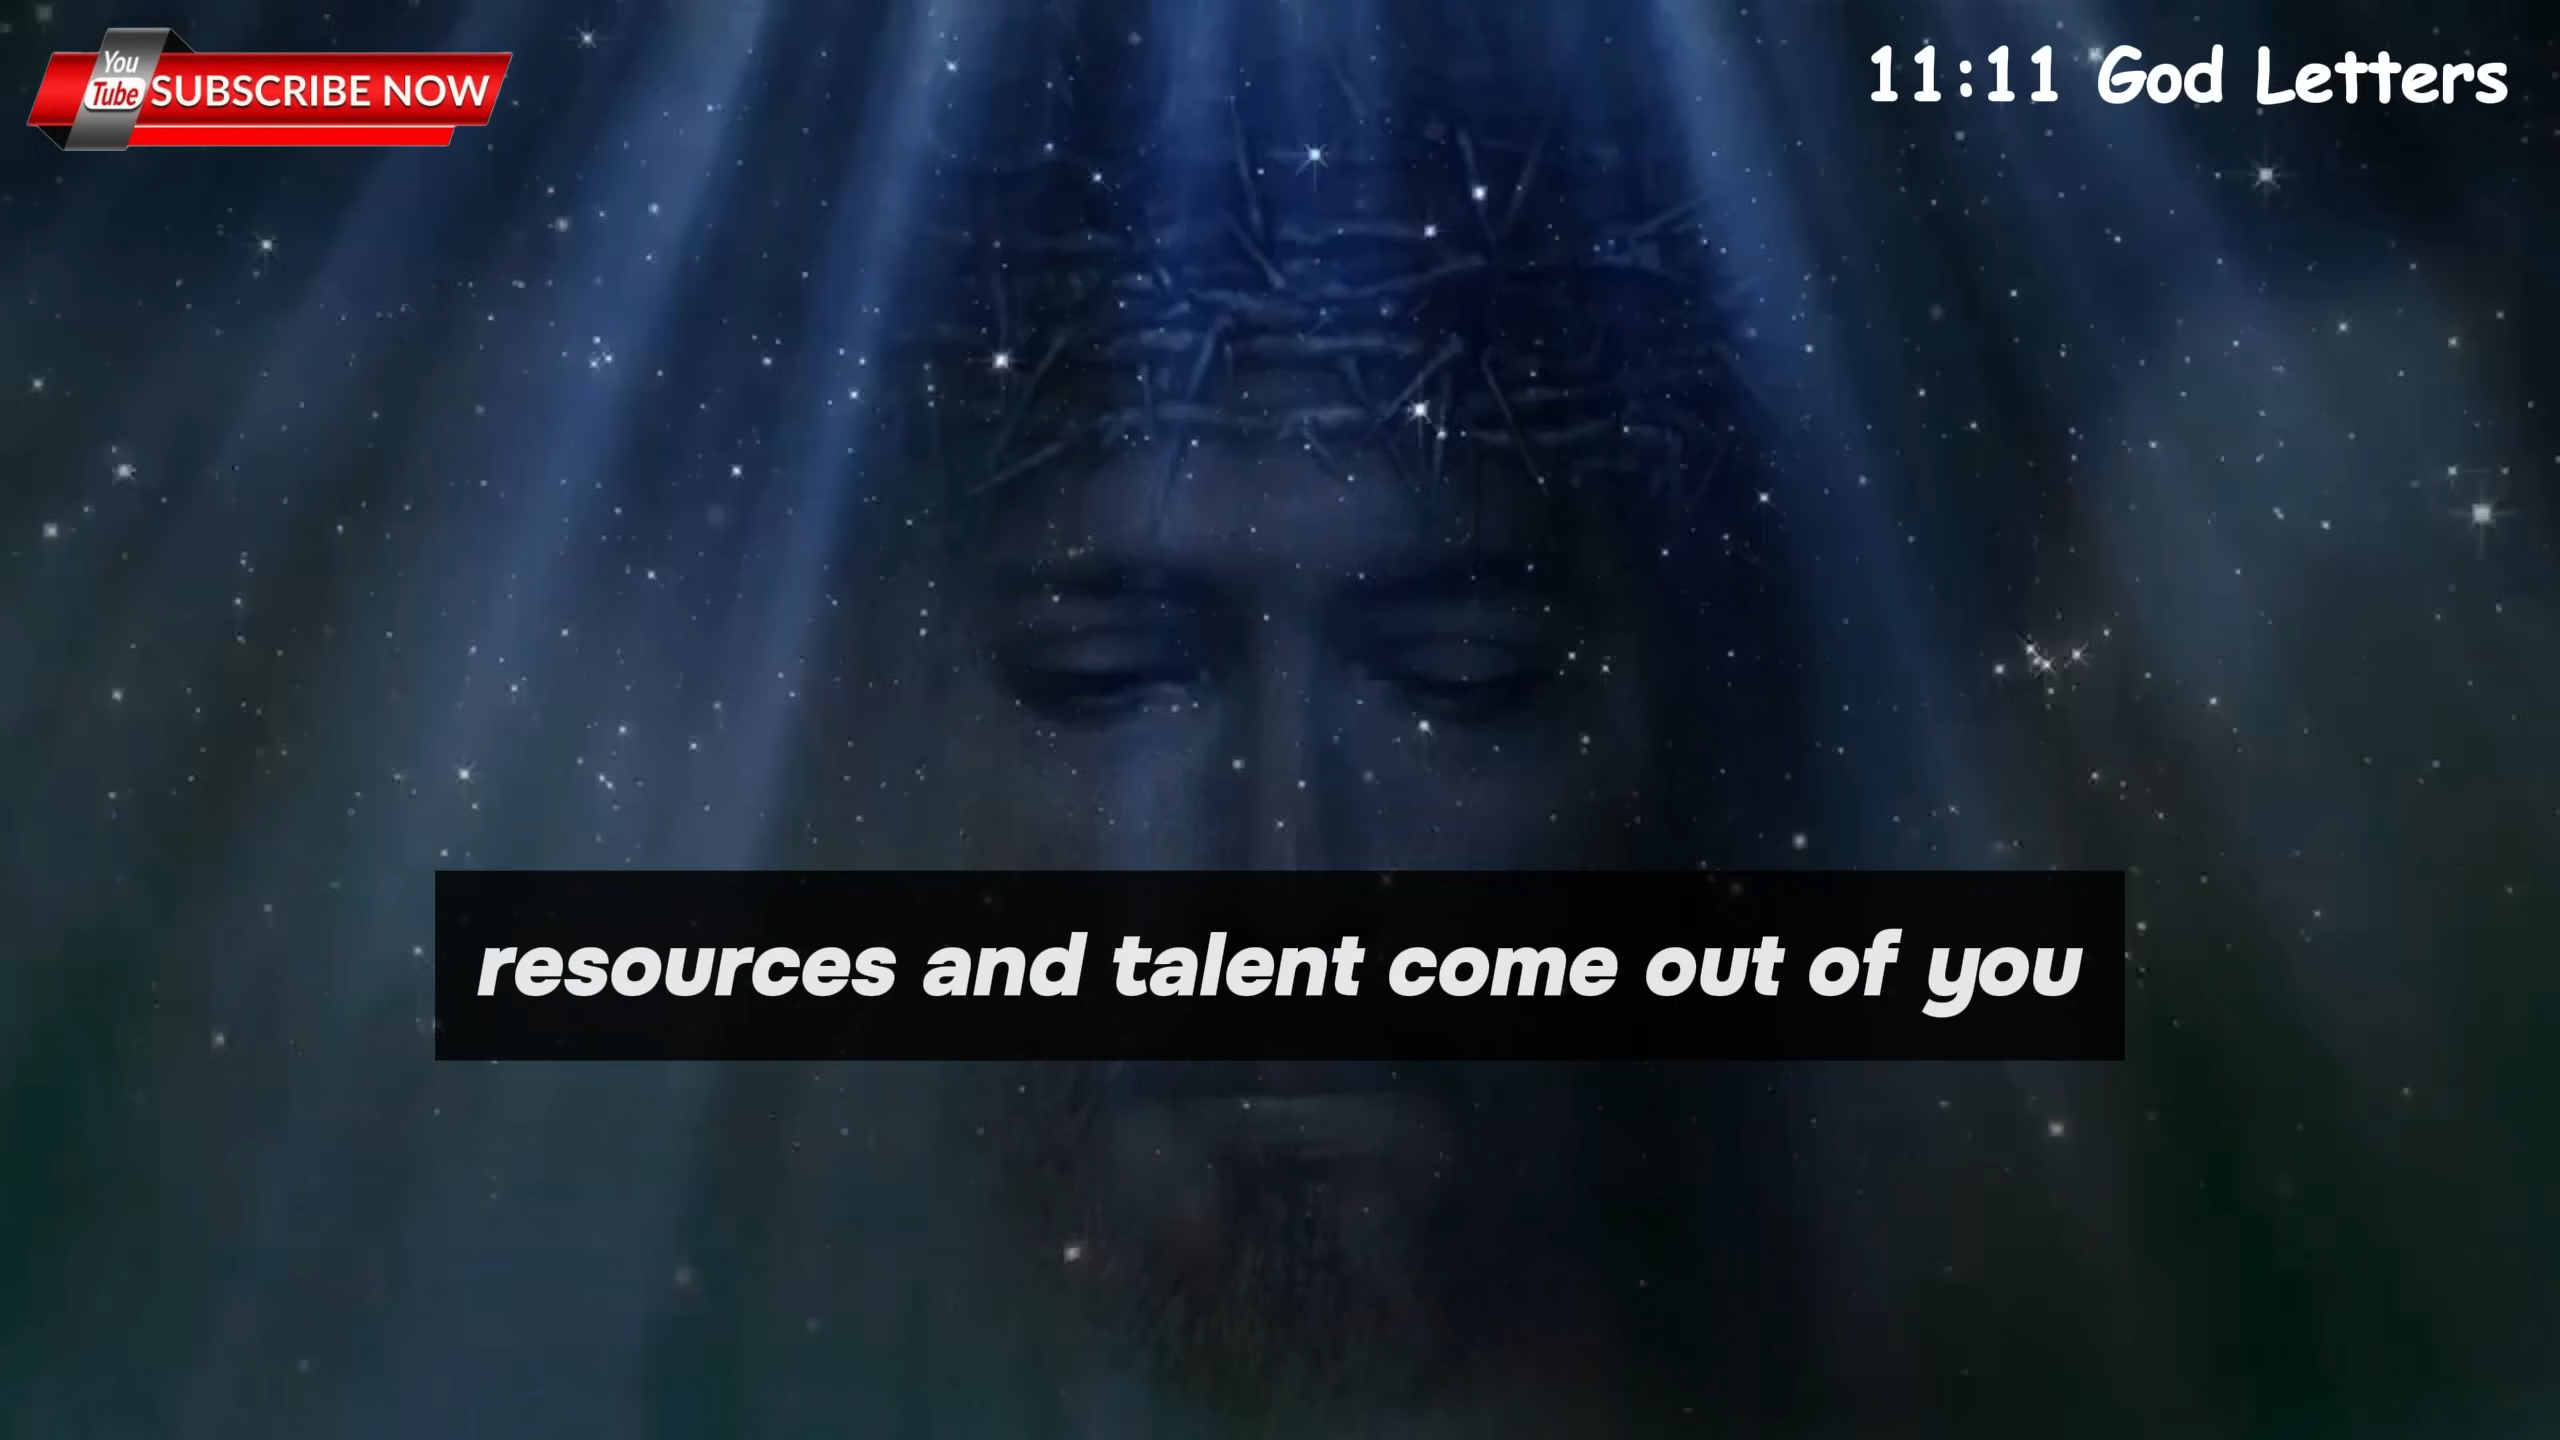 You
Tube
SUBSCRIBE NOW
11:11 God Letters
resources and talent come out of you